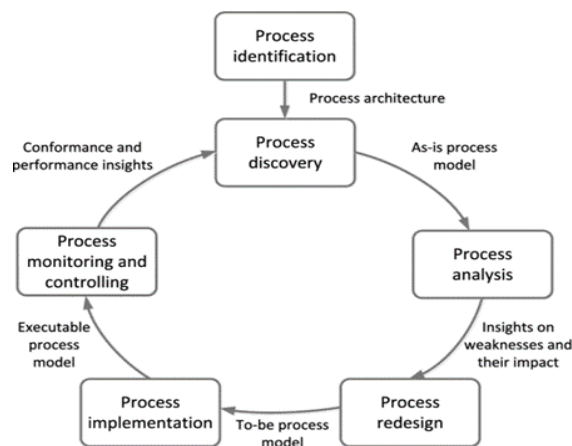 Process
identification
Process architecture
Process
discovery
As-is process
model
Process
analysis
Insights on
weaknesses and
their impact
Process
redesign
To-be process
model
Process
implementation
Executable
process
model
Process
monitoring and
controlling
Conformance and
performance insights